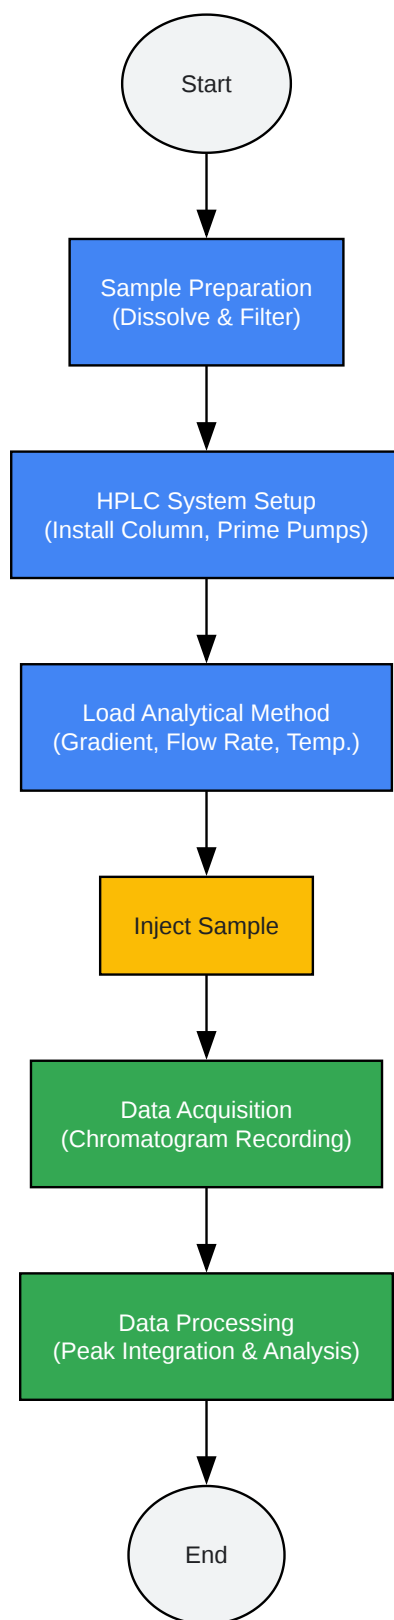 Start
Sample Preparation
(Dissolve & Filter)
HPLC System Setup
(Install Column, Prime Pumps)
Load Analytical Method
(Gradient, Flow Rate, Temp.)
Inject Sample
Data Acquisition
(Chromatogram Recording)
Data Processing
(Peak Integration & Analysis)
End